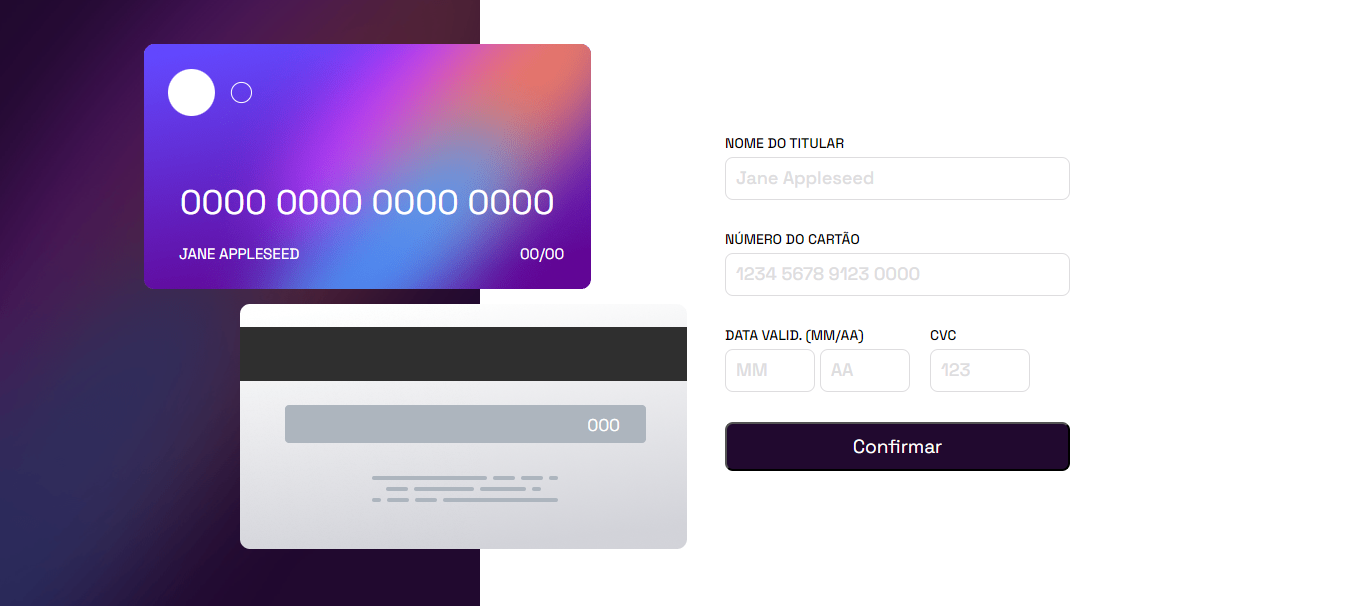 0000 0000 0000 0000
JANE APPLESEED 00/00
000
NOME DO TITULAR
Jane Appleseed
NÚMERO DO CARTÃO
1234 5678 9123 0000
DATA VALID. (MM/AA) CVC
MM AA 123
Confirmar